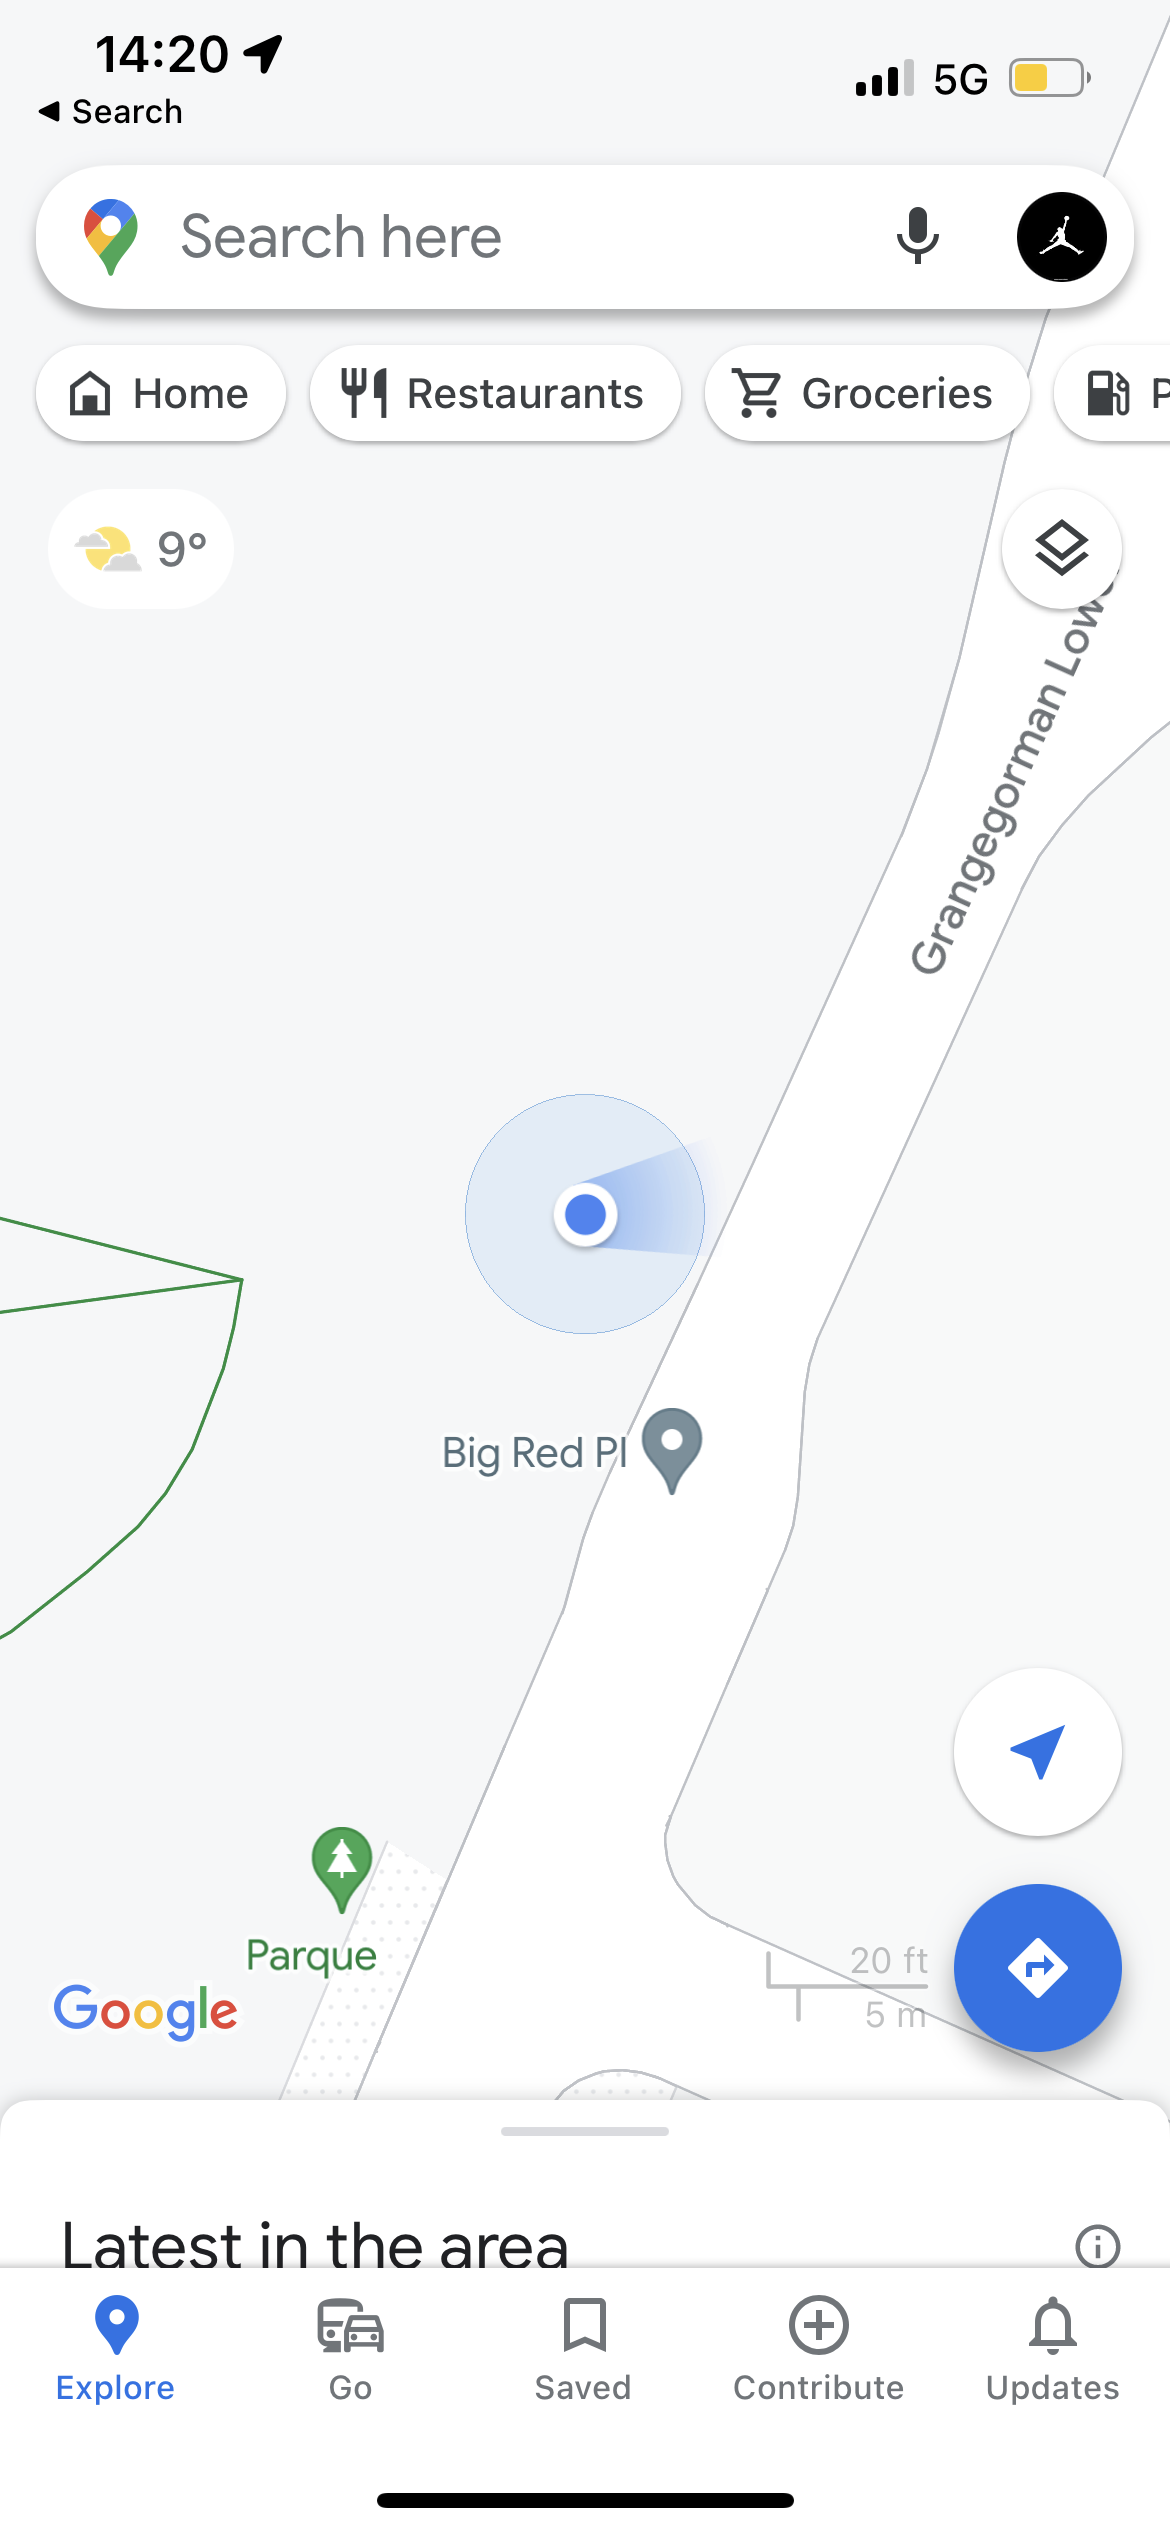 14:20
5G
Search
Search here
Home
Restaurants
Groceries
P
9°
Grangegorman Lowe
Big Red Pl
Parque
Google
20 ft
5 m
Latest in the area
Explore
Go
Saved
Contribute
Updates